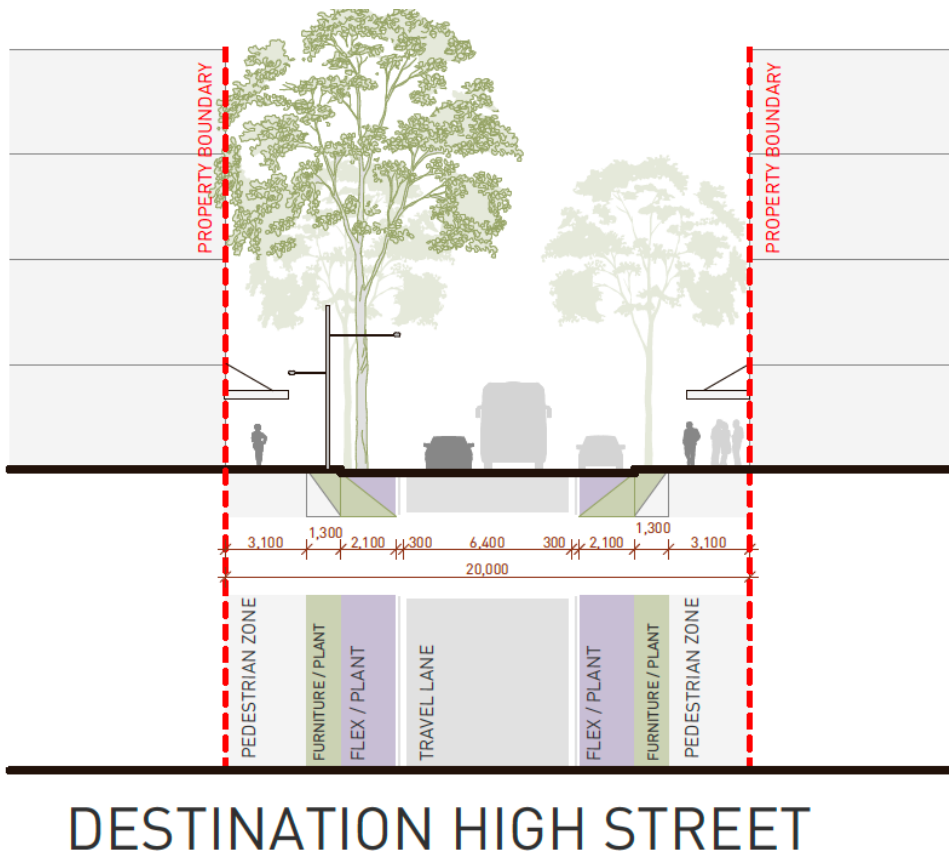 PROPERTY BOUNDARY
PROPERTY BOUNDARY
1,300
1,300
3,100
2,100
300
6,400
300
2,100
3,100
20,000
PEDESTRIAN ZONE
FURNITURE / PLANT
FLEX / PLANT
TRAVEL LANE
FLEX / PLANT
FURNITURE / PLANT
PEDESTRIAN ZONE
DESTINATION HIGH STREET